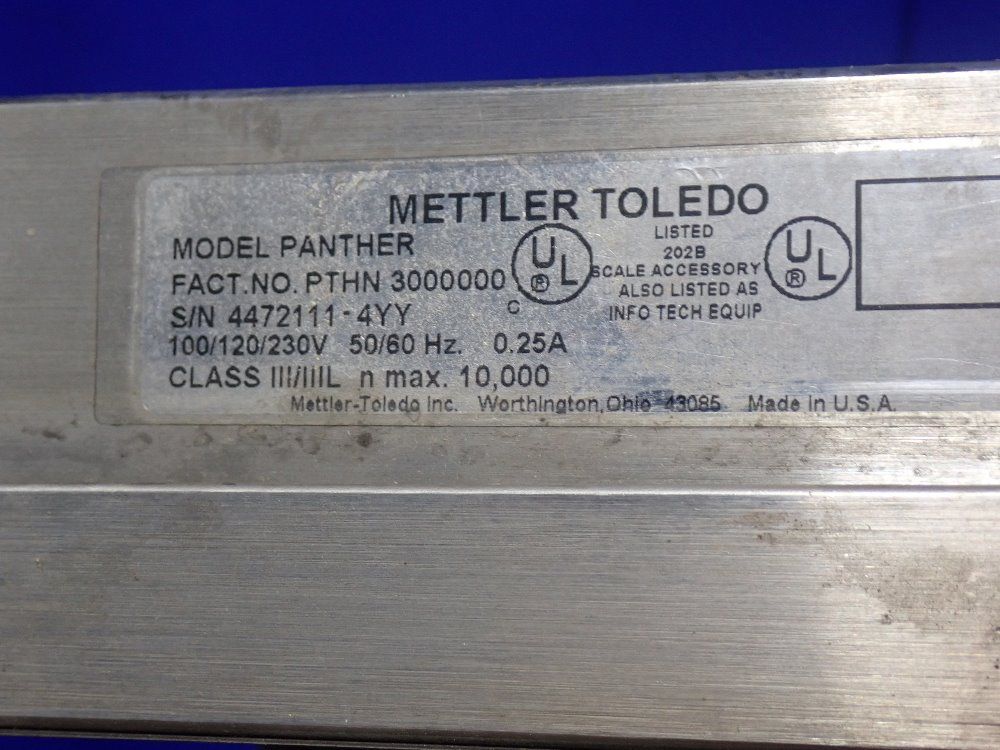 METTLER TOLEDO
MODEL PANTHER
FACT.NO. PTHN 3000000
S/N 4472111-4YY
100/120/230V 50/60 Hz. 0.25A
CLASS III/IIIL n max. 10,000
Mettler-Toledo Inc. Worthington, Ohio 43085 Made in U.S.A.
UL
®
C
LISTED
202B
SCALE ACCESSORY
ALSO LISTED AS
INFO TECH EQUIP
UL
®